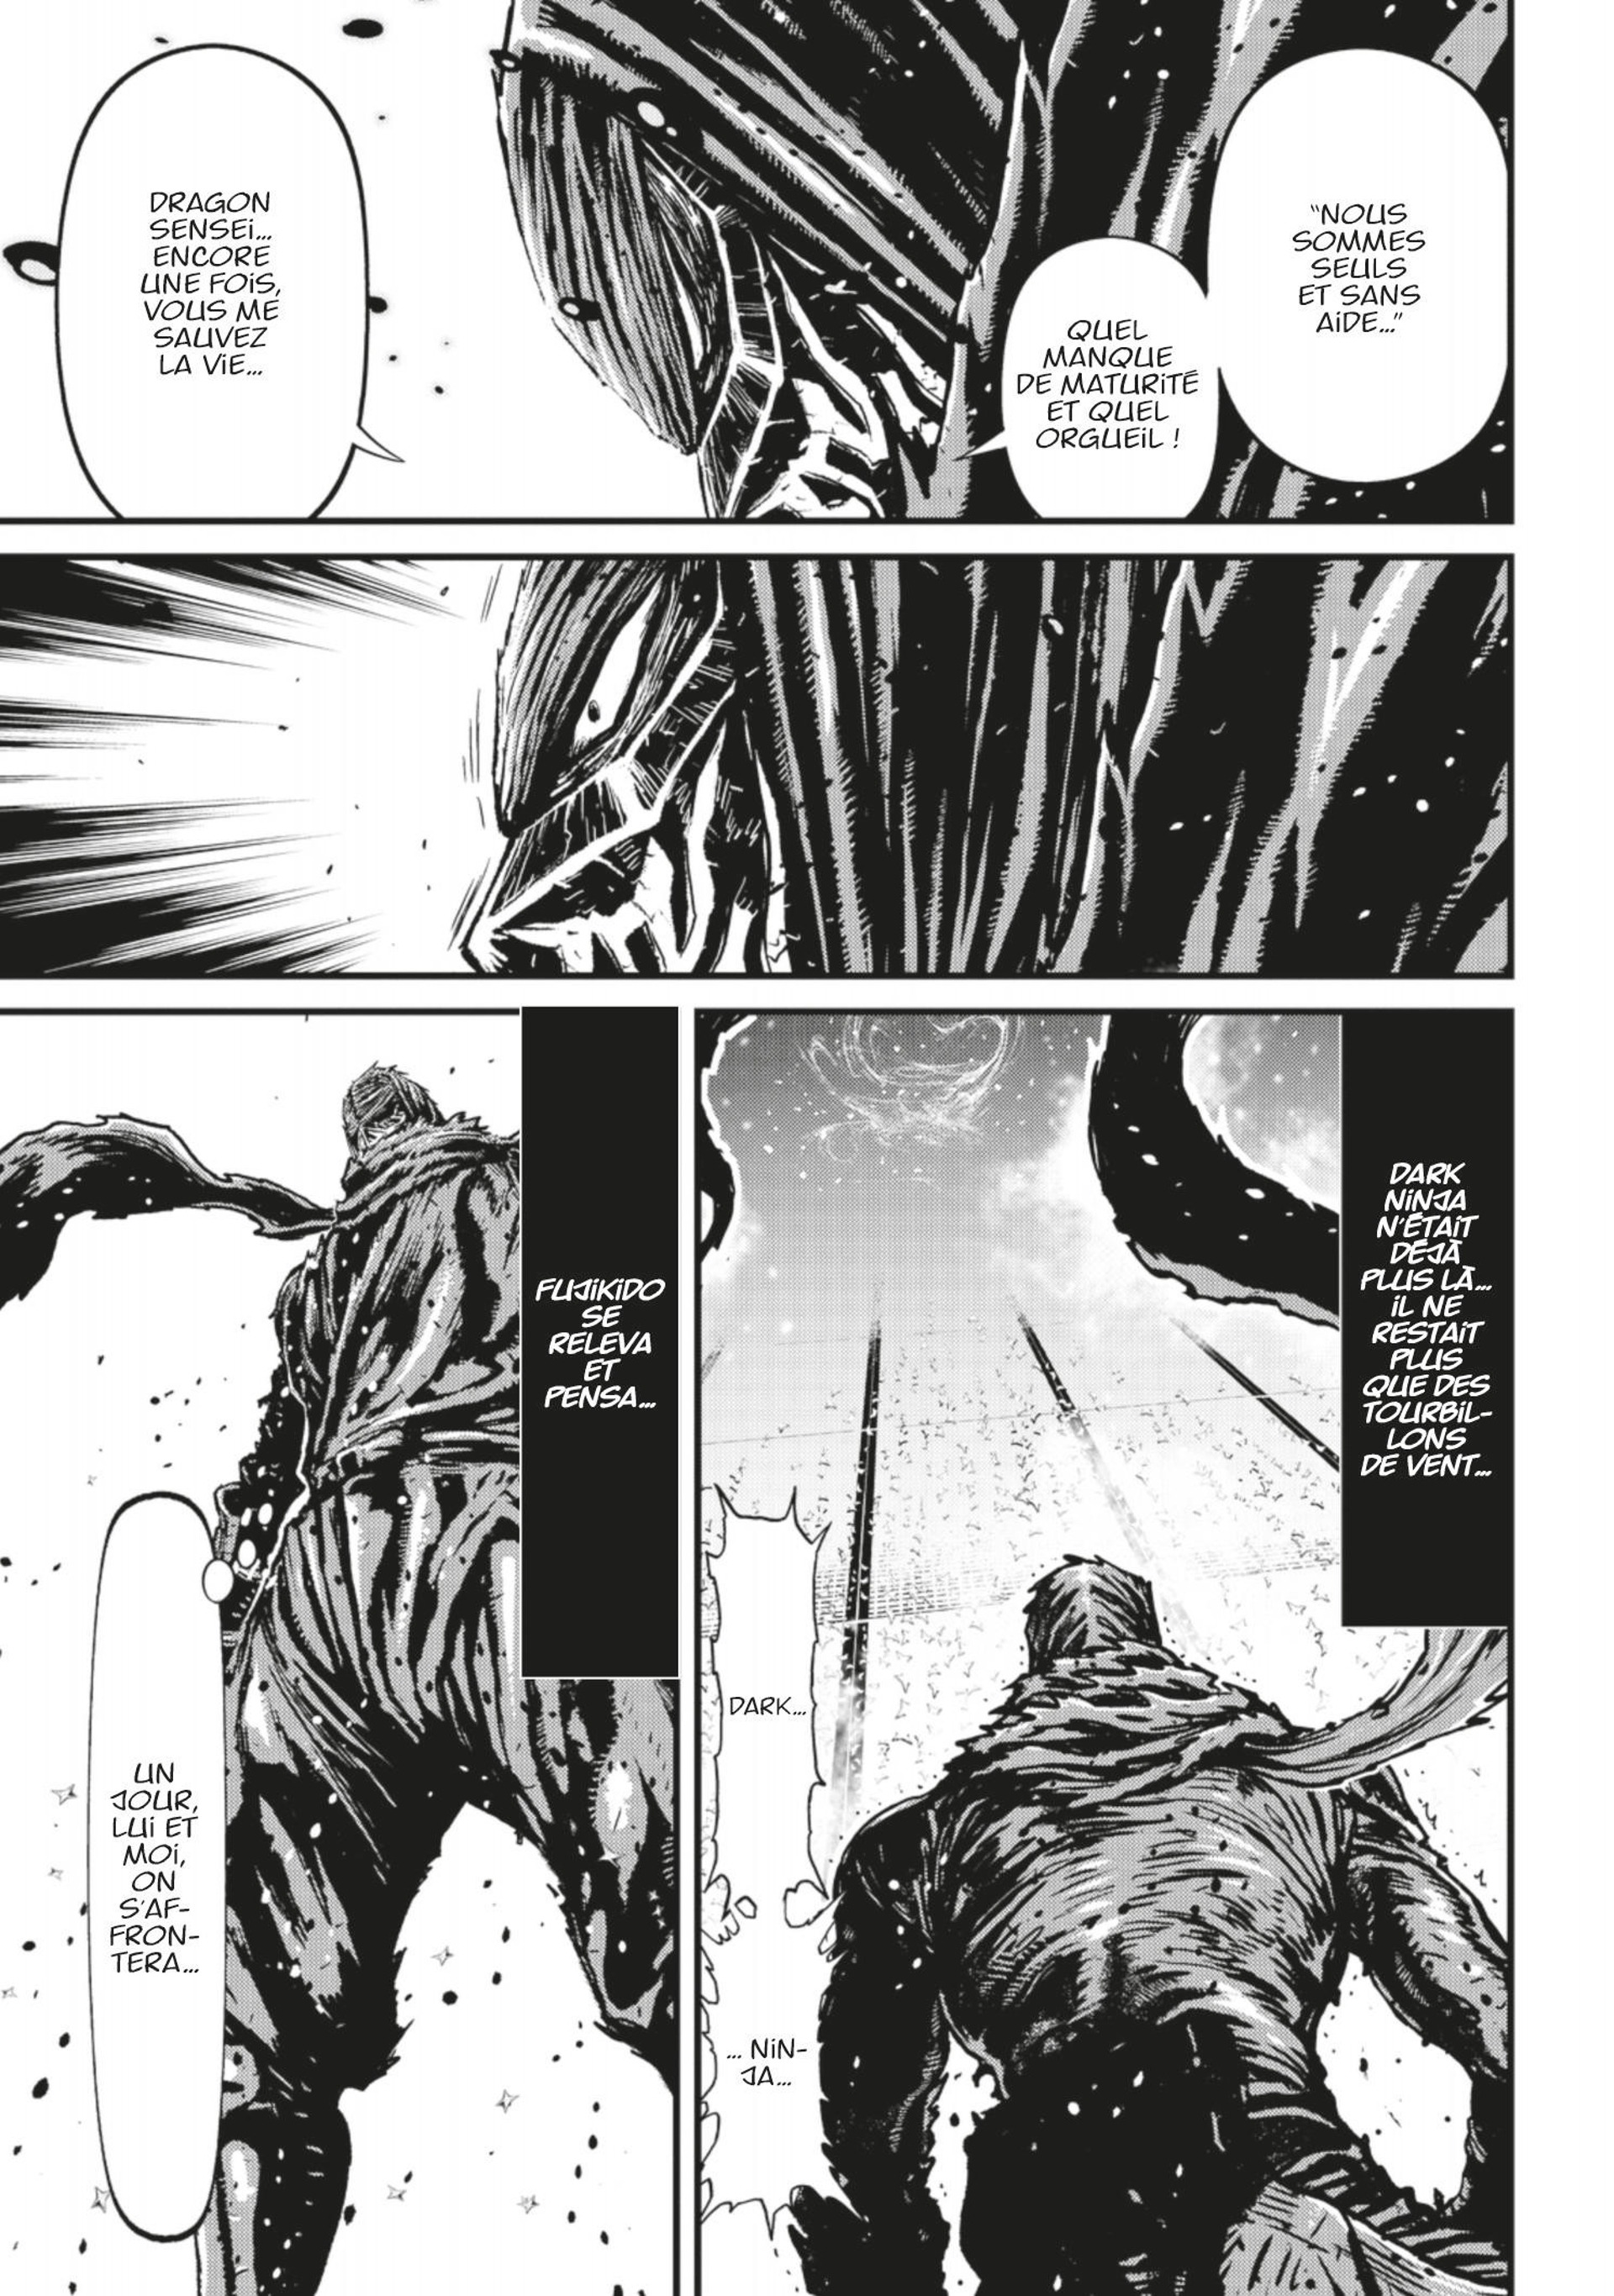 “NOUS
SOMMES
SEULS
ET SANS
AiDE...”
QUEL
MANQUE
DE MATURiTÉ
ET QUEL
ORGUEiL !
DRAGON
SENSEi...
ENCORE
UNE FOiS,
VOUS ME
SAUVEZ
LA ViE...
DARK
NiNJA
N’ÉTAiT
DÉJÀ
PLUS LÀ...
iL NE
RESTAiT
PLUS
QUE DES
TOURBiL-
LONS
DE VENT...
DARK...
... NiN-
JA...
FUJiKiDO
SE
RELEVA
ET
PENSA...
UN
JOUR,
LUi ET
MOi,
ON
S’AF-
FRON-
TERA...